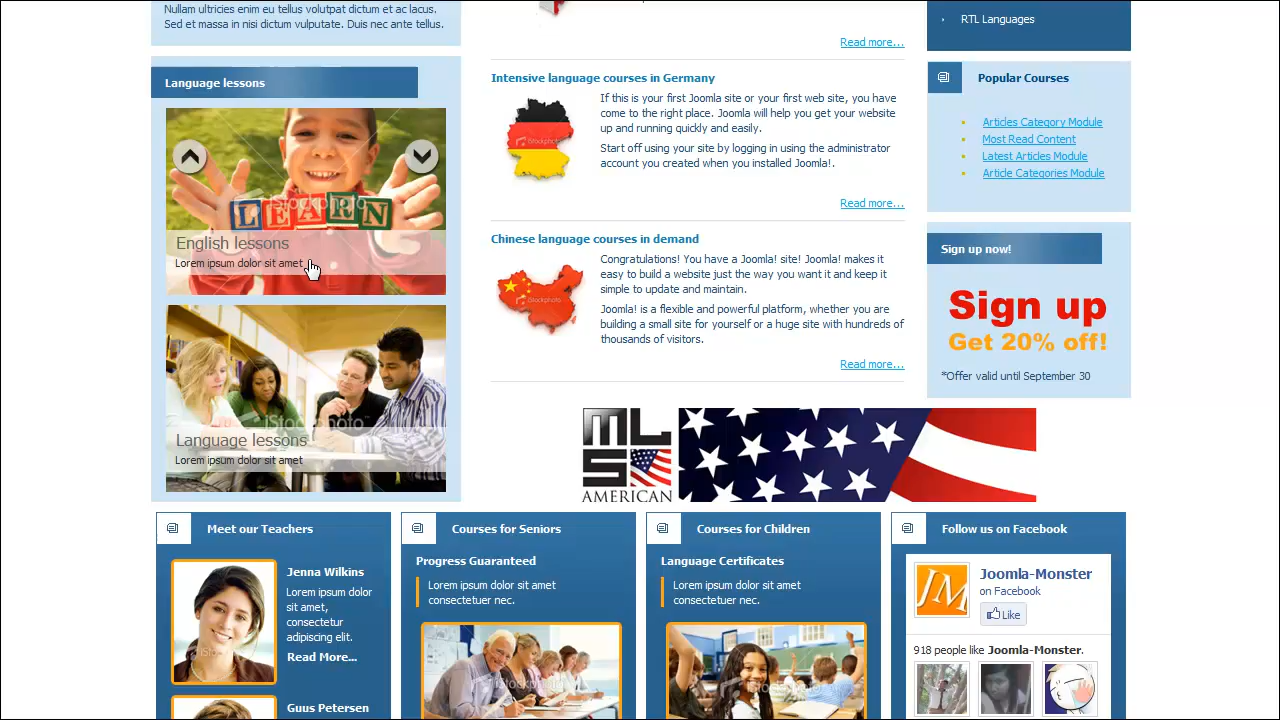 Nullam ultricies enim eu tellus volutpat dictum et ac lacus.
Sed et massa in nisi dictum vulputate. Duis nec ante tellus.
Language lessons
LEARN
iStockphoto
English lessons
Lorem ipsum dolor sit amet
iStockphoto
Language lessons
Lorem ipsum dolor sit amet
Read more...
Intensive language courses in Germany
If this is your first Joomla site or your first web site, you have
come to the right place. Joomla will help you get your website
up and running quickly and easily.
Start off using your site by logging in using the administrator
account you created when you installed Joomla!.
iStockphoto
Read more...
Chinese language courses in demand
Congratulations! You have a Joomla! site! Joomla! makes it
easy to build a website just the way you want it and keep it
simple to update and maintain.
Joomla! is a flexible and powerful platform, whether you are
building a small site for yourself or a huge site with hundreds of
thousands of visitors.
iStockphoto
Read more...
MLS
AMERICAN
RTL Languages
Popular Courses
Articles Category Module
Most Read Content
Latest Articles Module
Article Categories Module
Sign up now!
Sign up
Get 20% off!
*Offer valid until September 30
Meet our Teachers
Jenna Wilkins
Lorem ipsum dolor
sit amet,
consectetur
adipiscing elit.
Read More...
iStockphoto
Guus Petersen
Courses for Seniors
Progress Guaranteed
Lorem ipsum dolor sit amet
consectetuer nec.
iStockphoto
Courses for Children
Language Certificates
Lorem ipsum dolor sit amet
consectetuer nec.
iStockphoto
Follow us on Facebook
JM
Joomla-Monster
on Facebook
Like
918 people like Joomla-Monster.